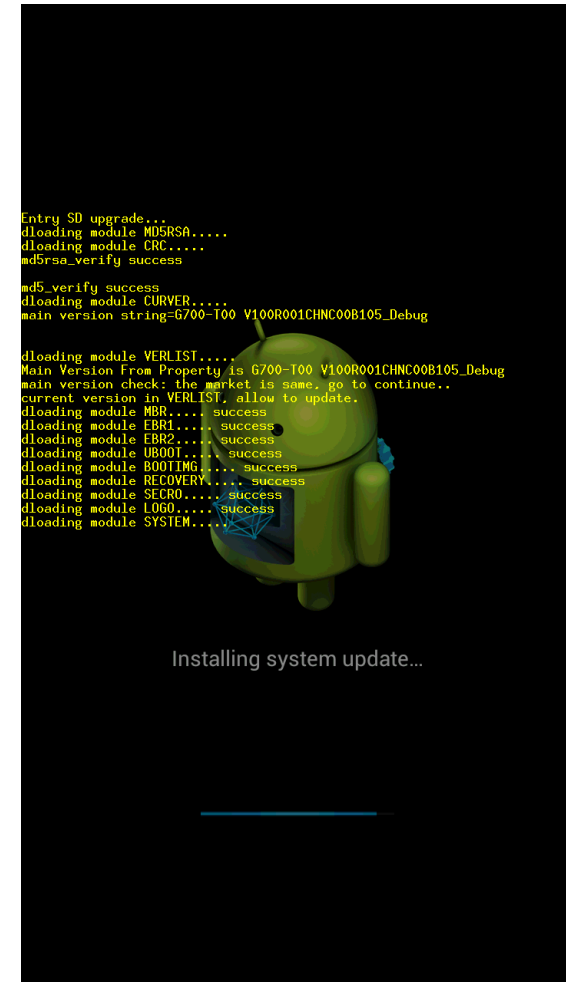 Entry SD upgrade...
dloading module MD5RSA.....
dloading module CRC.....
md5rsa_verify success
md5_verify success
dloading module CURVER.....
main version string=G700-T00 V100R001CHNC00B105_Debug
dloading module VERLIST.....
Main Version From Property is G700-T00 V100R001CHNC00B105_Debug
main version check: the market is same, go to continue..
current version in VERLIST, allow to update.
dloading module MBR..... success
dloading module EBR1..... success
dloading module EBR2..... success
dloading module UBOOT..... success
dloading module BOOTIMG..... success
dloading module RECOVERY..... success
dloading module SECRO..... success
dloading module LOGO..... success
dloading module SYSTEM.....
Installing system update...